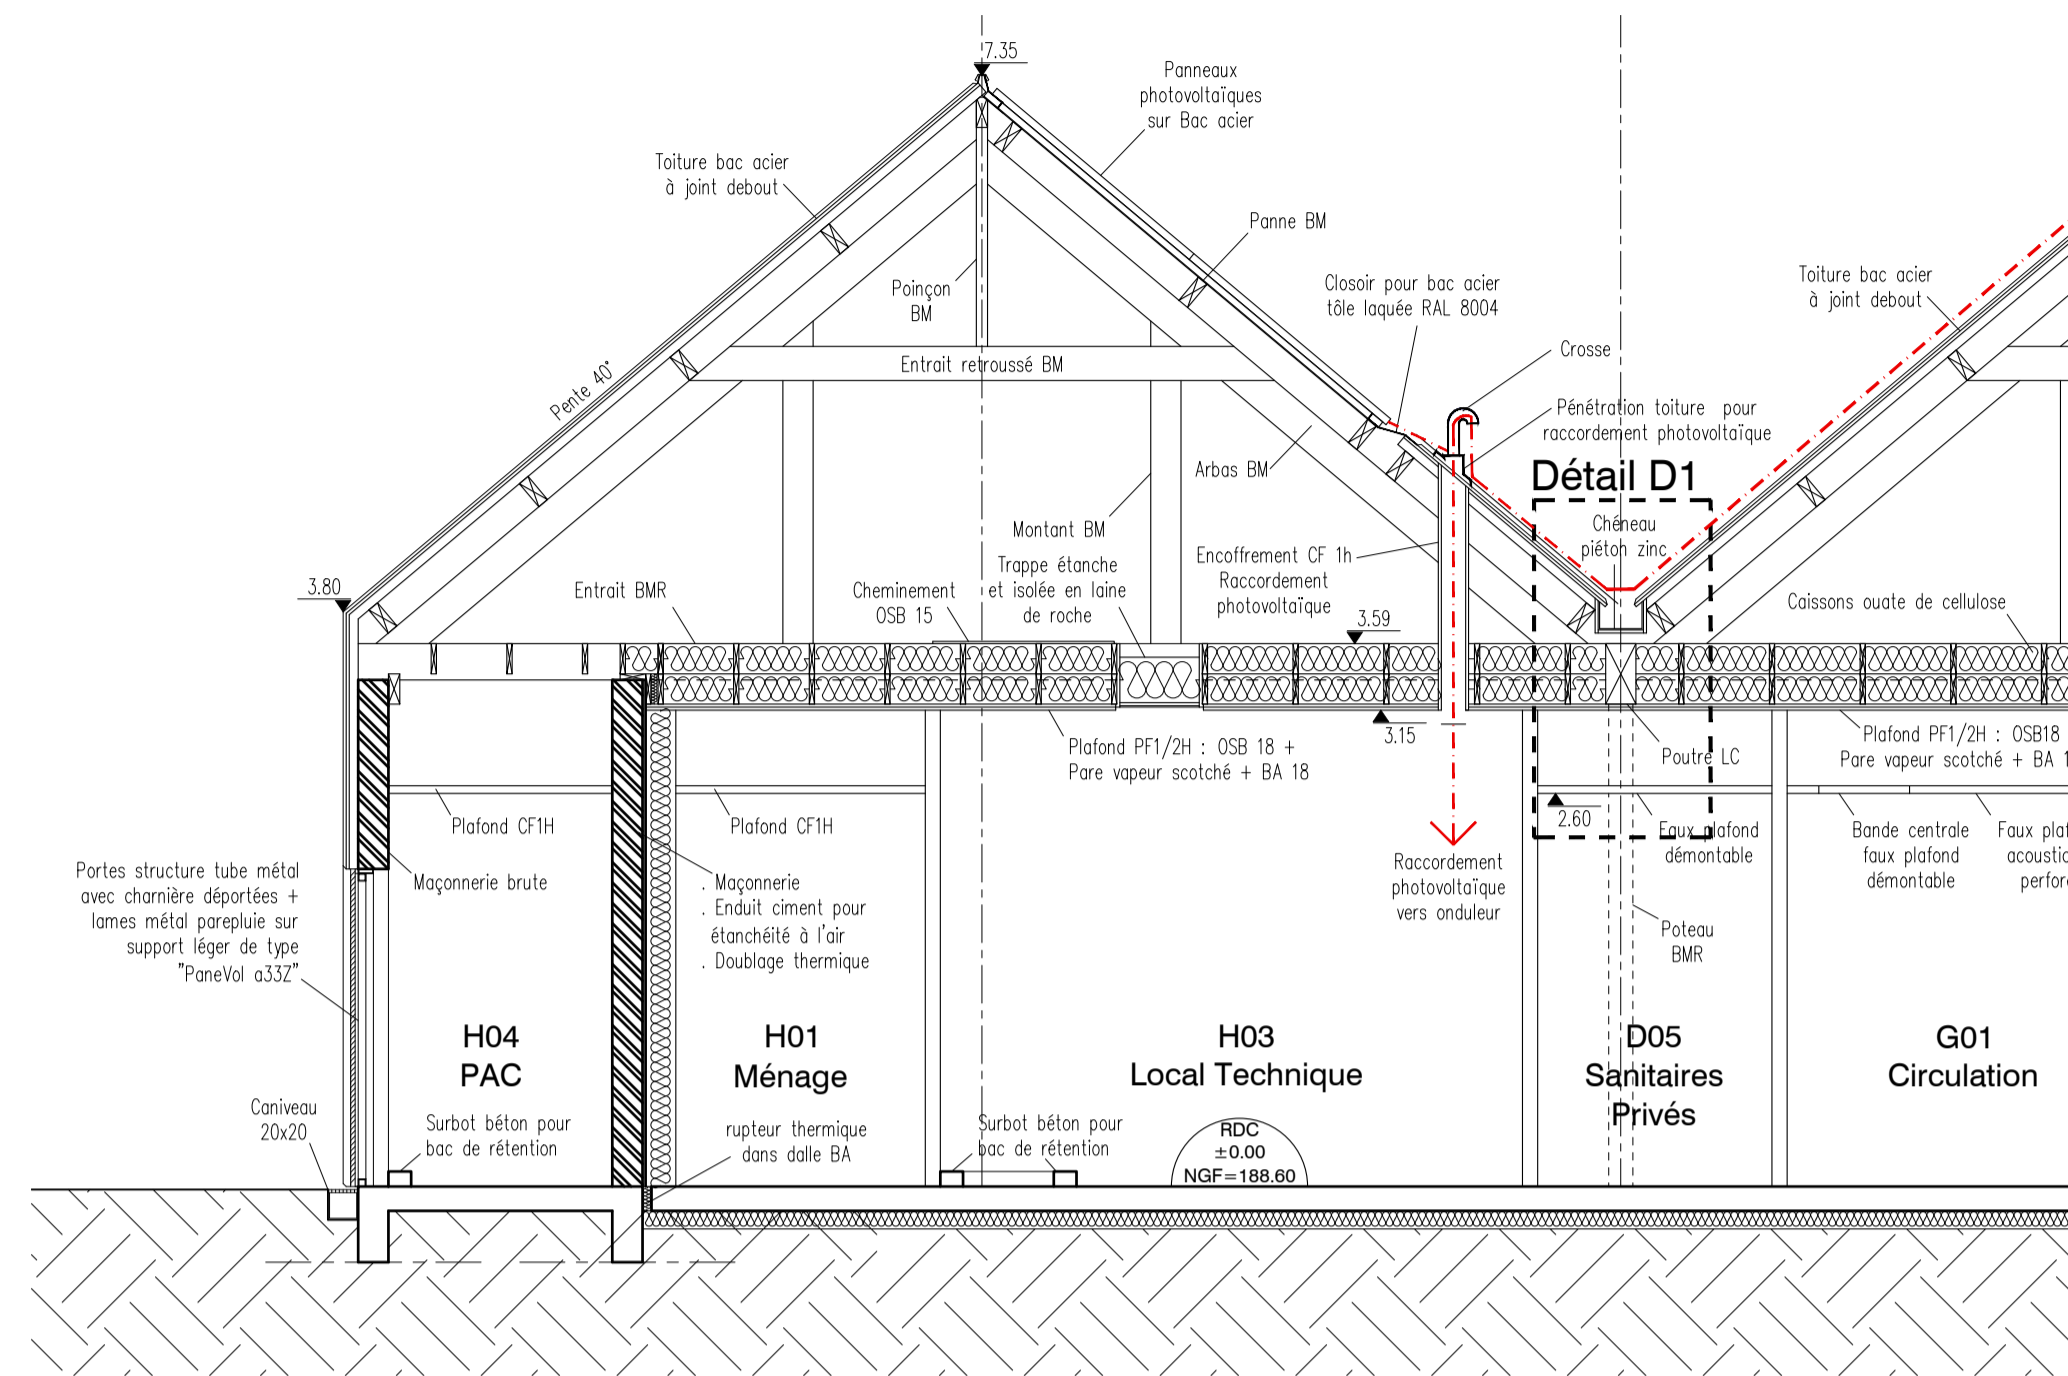 7.35
Panneaux
photovoltaïques
sur Bac acier
Toiture bac acier
à joint debout
Panne BM
Poinçon
BM
Closoir pour bac acier
tôle laquée RAL 8004
Toiture bac acier
à joint debout
Crosse
Entrait retroussé BM
Pente 40°
Pénétration toiture pour
raccordement photovoltaïque
Arbas BM
Détail D1
Chéneau
piéton zinc
Montant BM
Encoffrement CF 1h
Raccordement
photovoltaïque
Trappe étanche
et isolée en laine
de roche
3.80
Entrait BMR
Cheminement
OSB 15
3.59
Caissons ouate de cellulose
3.15
Plafond PF1/2H : OSB 18 +
Pare vapeur scotché + BA 18
Poutre LC
Plafond PF1/2H : OSB18
Pare vapeur scotché + BA 1
Plafond CF1H
Plafond CF1H
2.60
Faux plafond
démontable
Bande centrale
faux plafond
démontable
Faux plaf
acoustic
perfor
Portes structure tube métal
avec charnière déportées +
lames métal parepluie sur
support léger de type
"PaneVol a33Z"
Maçonnerie brute
. Maçonnerie
. Enduit ciment pour
étanchéité à l'air
. Doublage thermique
Raccordement
photovoltaïque
vers onduleur
Poteau
BMR
H04
PAC
H01
Ménage
H03
Local Technique
D05
Sanitaires
Privés
G01
Circulation
Caniveau
20x20
Surbot béton pour
bac de rétention
rupteur thermique
dans dalle BA
Surbot béton pour
bac de rétention
RDC
±0.00
NGF=188.60